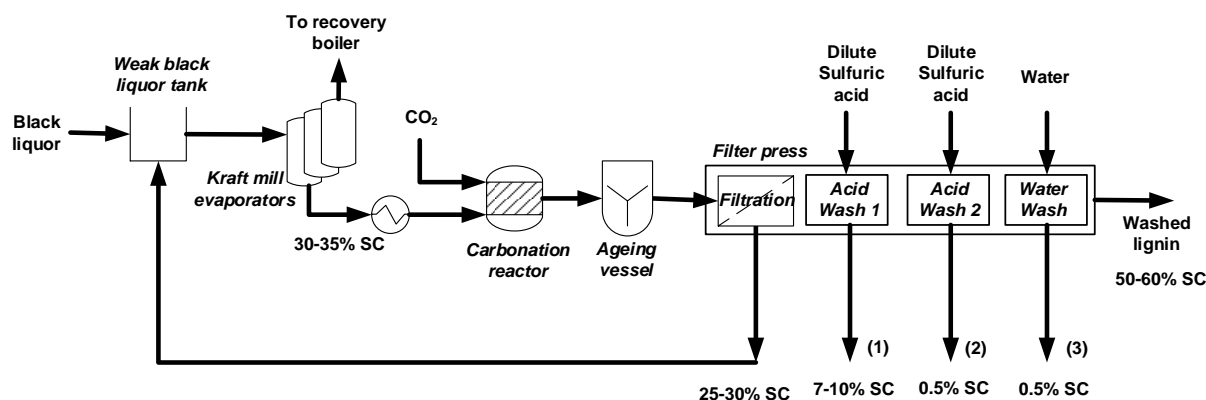 To recovery
boiler
Weak black
liquor tank
Black
liquor
Kraft mill
evaporators
30-35% SC
CO₂
Carbonation
reactor
Ageing
vessel
Filter press
Filtration
Dilute
Sulfuric
acid
Acid
Wash 1
Dilute
Sulfuric
acid
Acid
Wash 2
Water
Water
Wash
Washed
lignin
50-60% SC
25-30% SC
(1)
7-10% SC
(2)
0.5% SC
(3)
0.5% SC